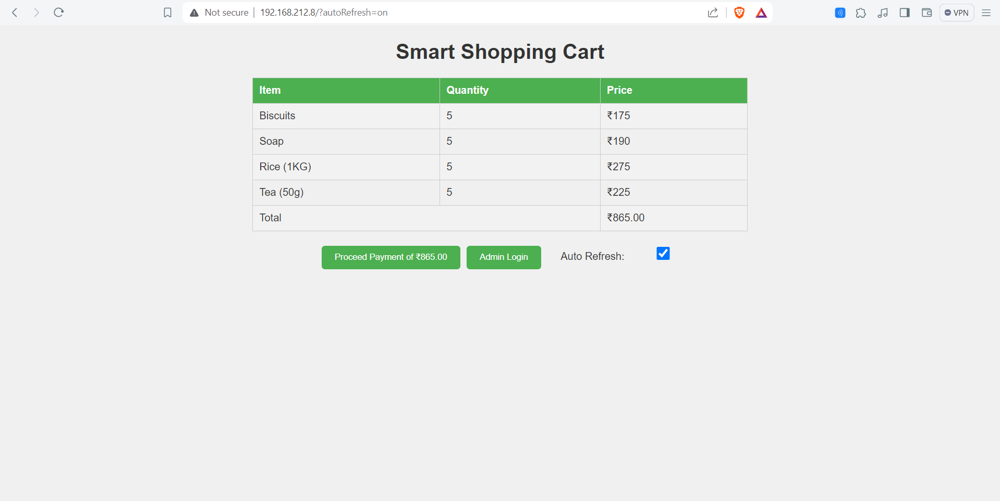 Not secure 192.168.212.8/?autoRefresh=on VPN
Smart Shopping Cart
Item Quantity Price
Biscuits 5 ₹175
Soap 5 ₹190
Rice (1KG) 5 ₹275
Tea (50g) 5 ₹225
Total ₹865.00
Proceed Payment of ₹865.00 Admin Login Auto Refresh: